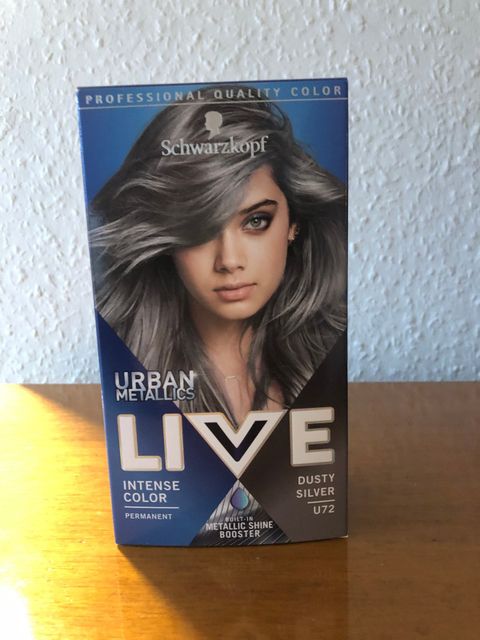 PROFESSIONAL QUALITY COLOR
Schwarzkopf
URBAN
METALLICS
LIVE
INTENSE
COLOR
PERMANENT
DUSTY
SILVER
U72
BUILT-IN
METALLIC SHINE
BOOSTER